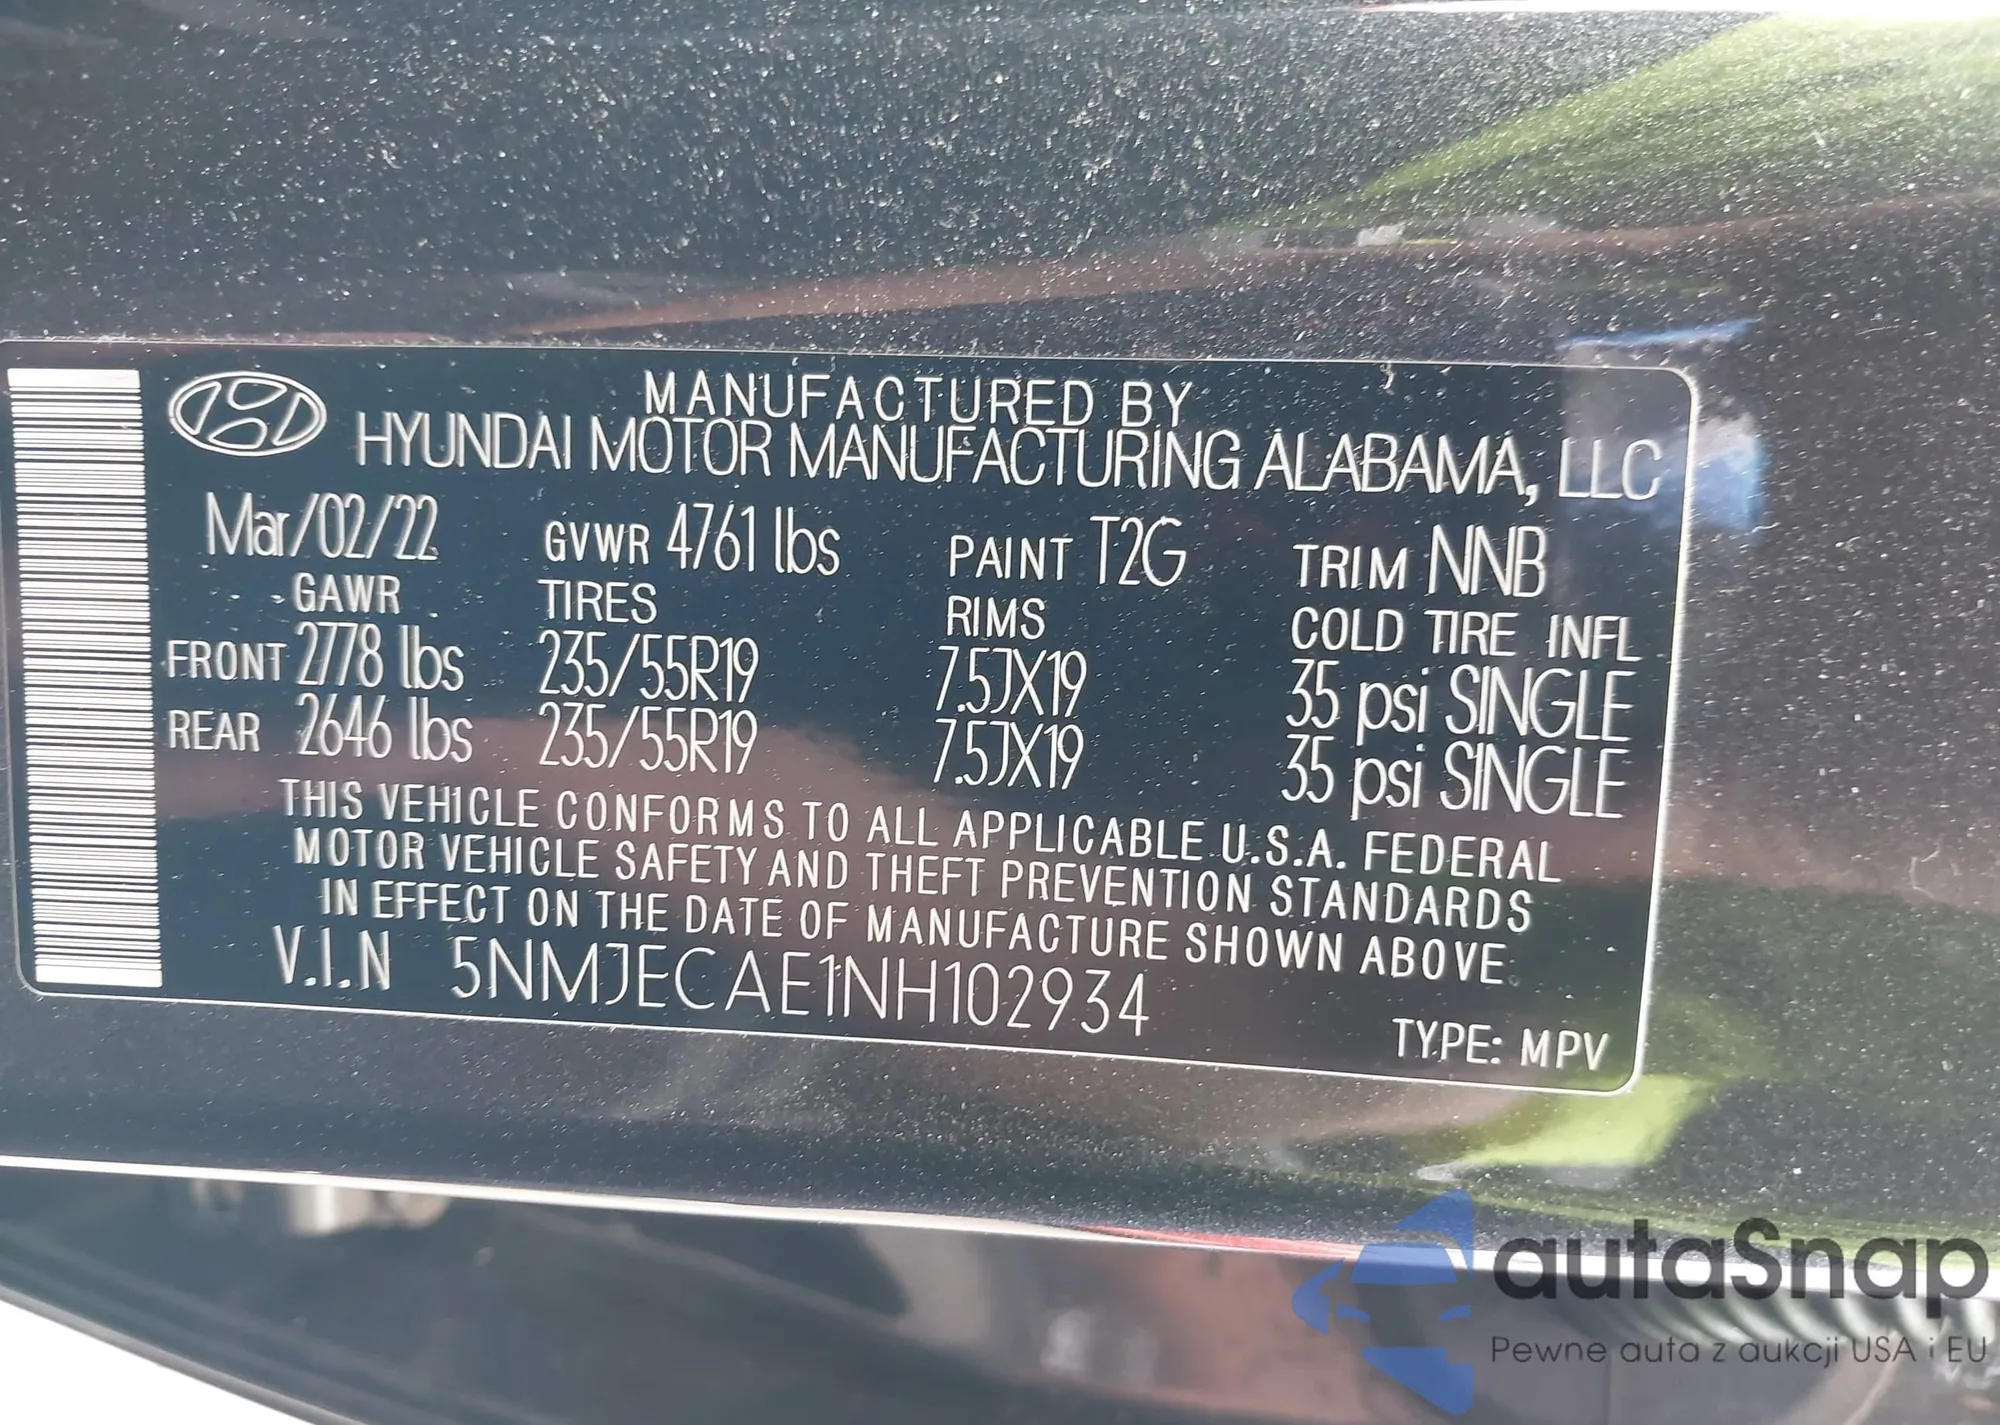 MANUFACTURED BY
HYUNDAI MOTOR MANUFACTURING ALABAMA, LLC
Mar/02/22 GVWR 4761 lbs PAINT T2G TRIM NNB
GAWR TIRES RIMS COLD TIRE INFL
FRONT 2778 lbs 235/55R19 7.5JX19 35 psi SINGLE
REAR 2646 lbs 235/55R19 7.5JX19 35 psi SINGLE
THIS VEHICLE CONFORMS TO ALL APPLICABLE U.S.A. FEDERAL
MOTOR VEHICLE SAFETY AND THEFT PREVENTION STANDARDS
IN EFFECT ON THE DATE OF MANUFACTURE SHOWN ABOVE.
V.I.N 5NMJECAE1NH102934
TYPE: MPV
autaSnap
Pewne auta z aukcji USA i EU